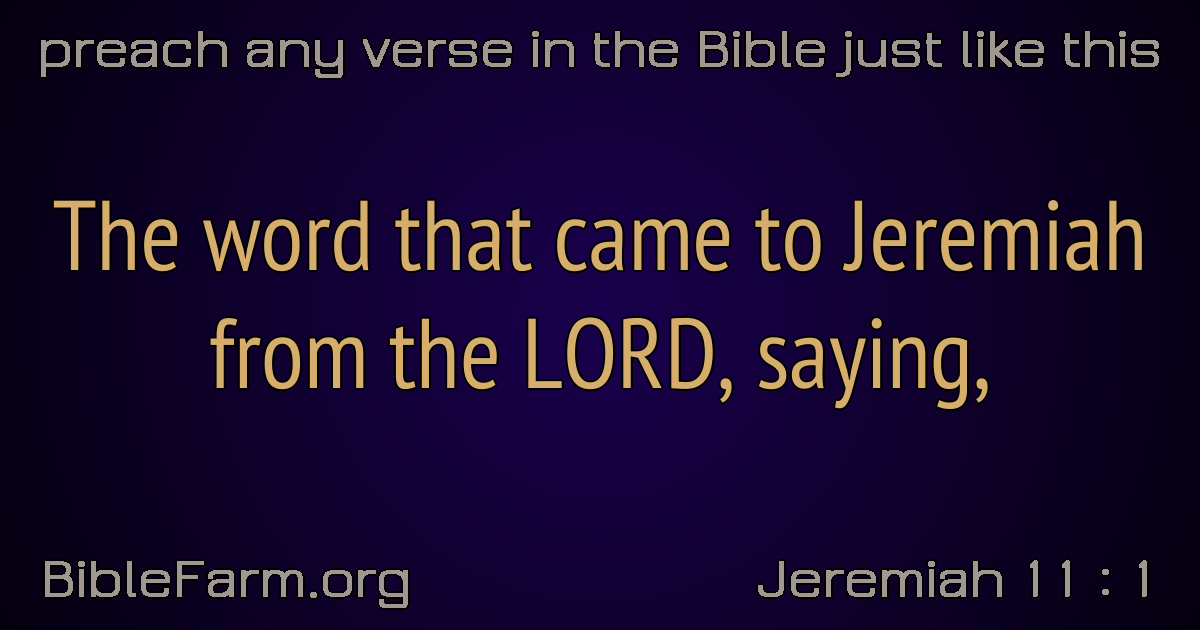 preach any verse in the Bible just like this
The word that came to Jeremiah
from the LORD, saying,
BibleFarm.org
Jeremiah 11 : 1